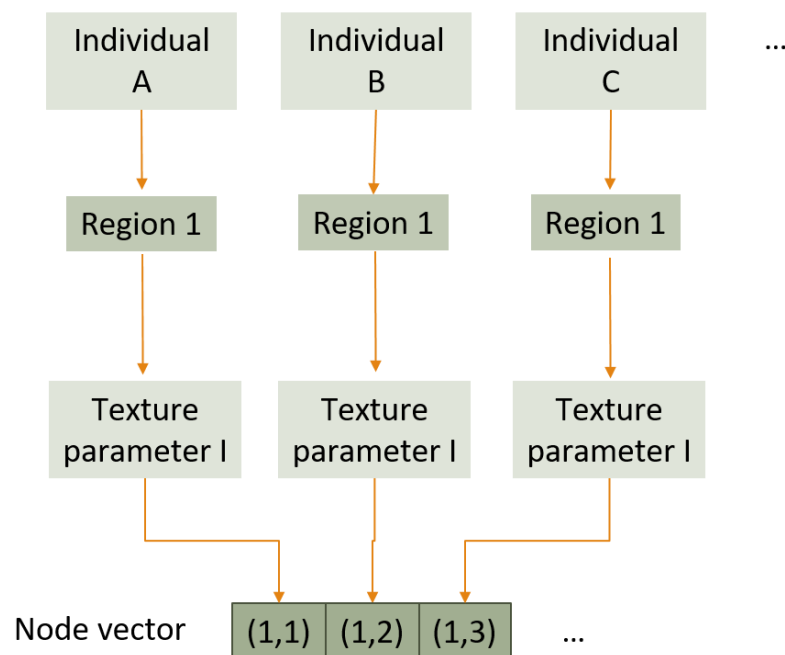 Individual A
Individual B
Individual C
...
Region 1
Region 1
Region 1
Texture parameter I
Texture parameter I
Texture parameter I
Node vector
(1,1)
(1,2)
(1,3)
...